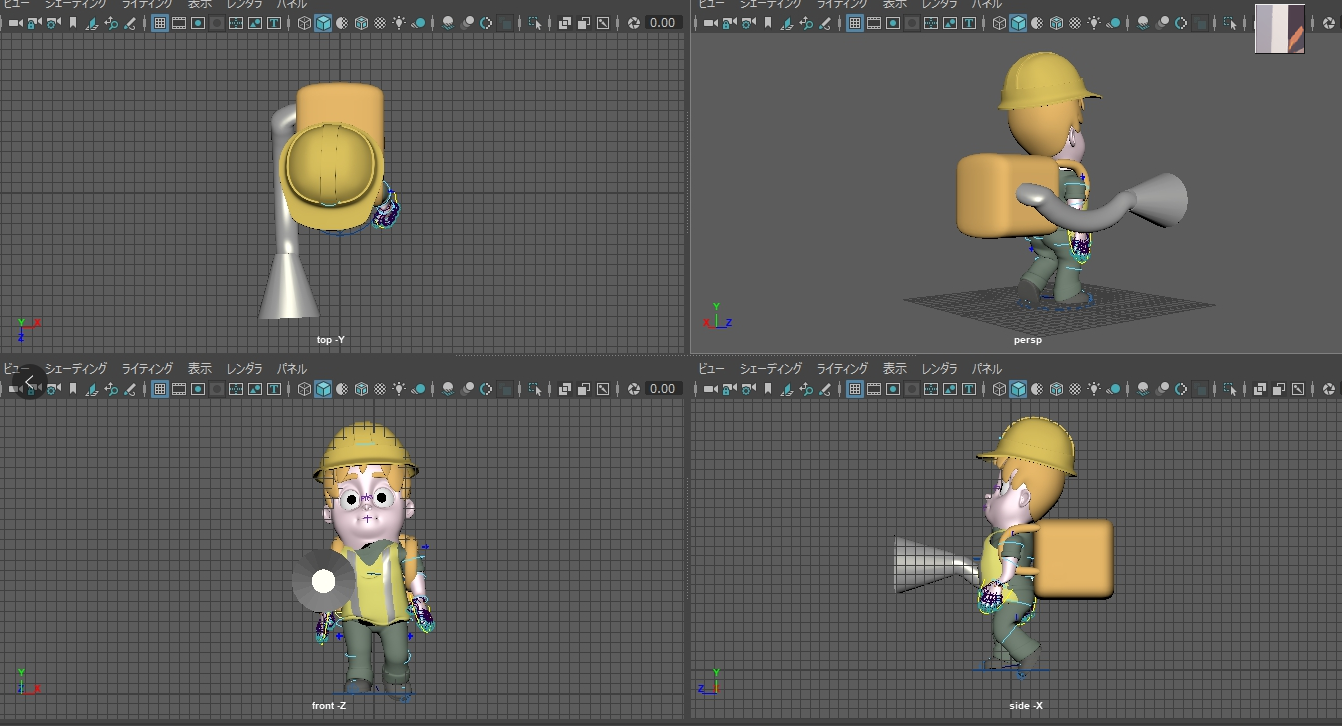 ビュー シェーディング ライティング 表示 レンダラ パネル
ビュー シェーディング ライティング 表示 レンダラ パネル
0.00
Y
X
Z
top -Y
Y
X
Z
persp
ビュー シェーディング ライティング 表示 レンダラ パネル
ビュー シェーディング ライティング 表示 レンダラ パネル
0.00
Y
Z
X
front -Z
Y
Z
side -X